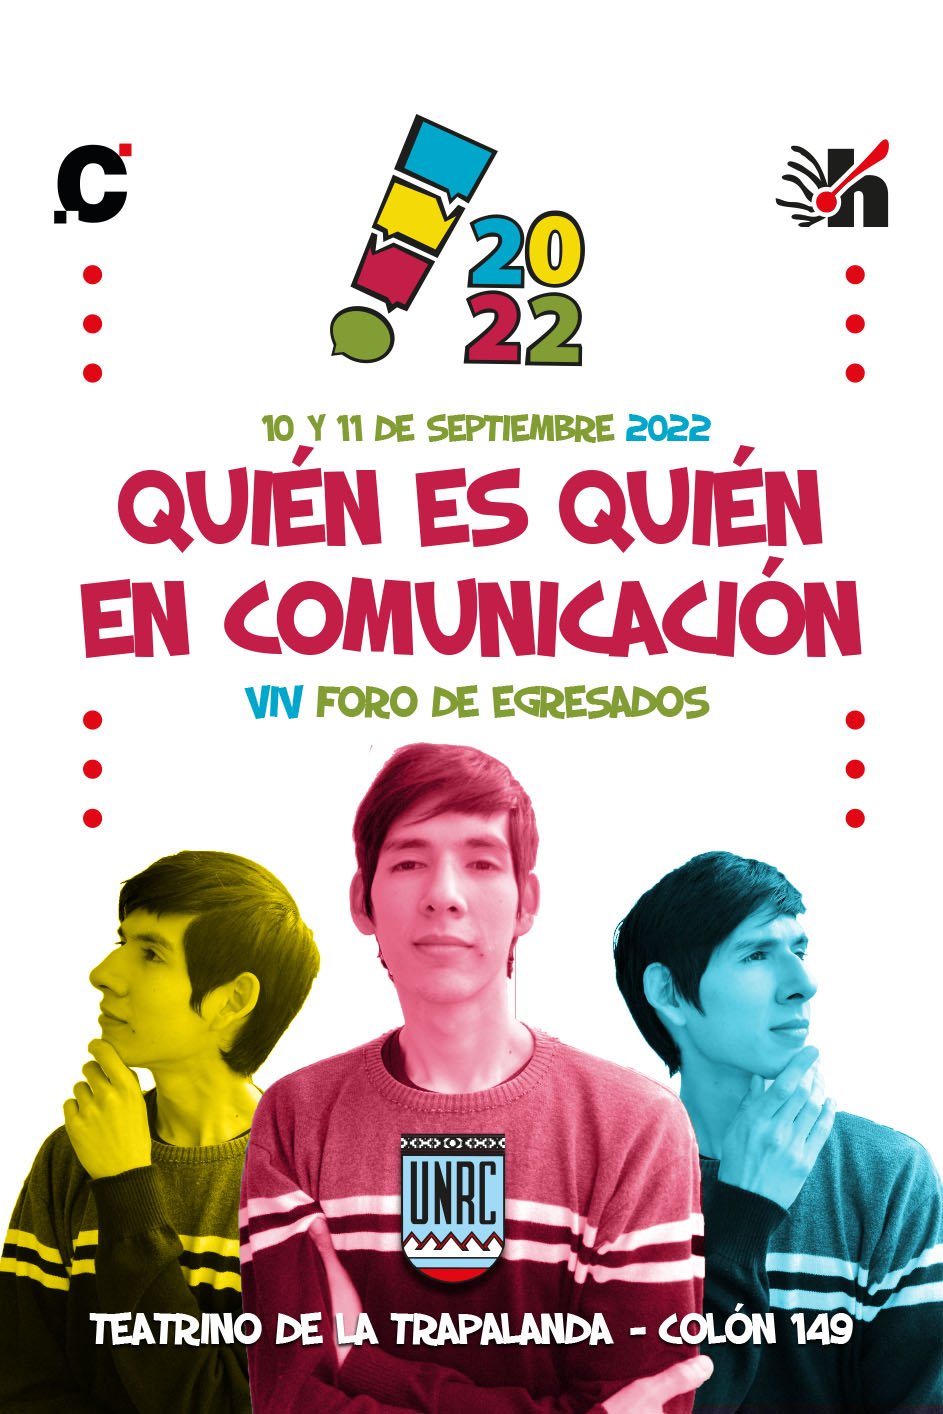 C
h
20
22
10 Y 11 DE SEPTIEMBRE 2022
QUIÉN ES QUIÉN
EN COMUNICACIÓN
VIV FORO DE EGRESADOS
UNRC
TEATRINO DE LA TRAPALANDA - COLÓN 149